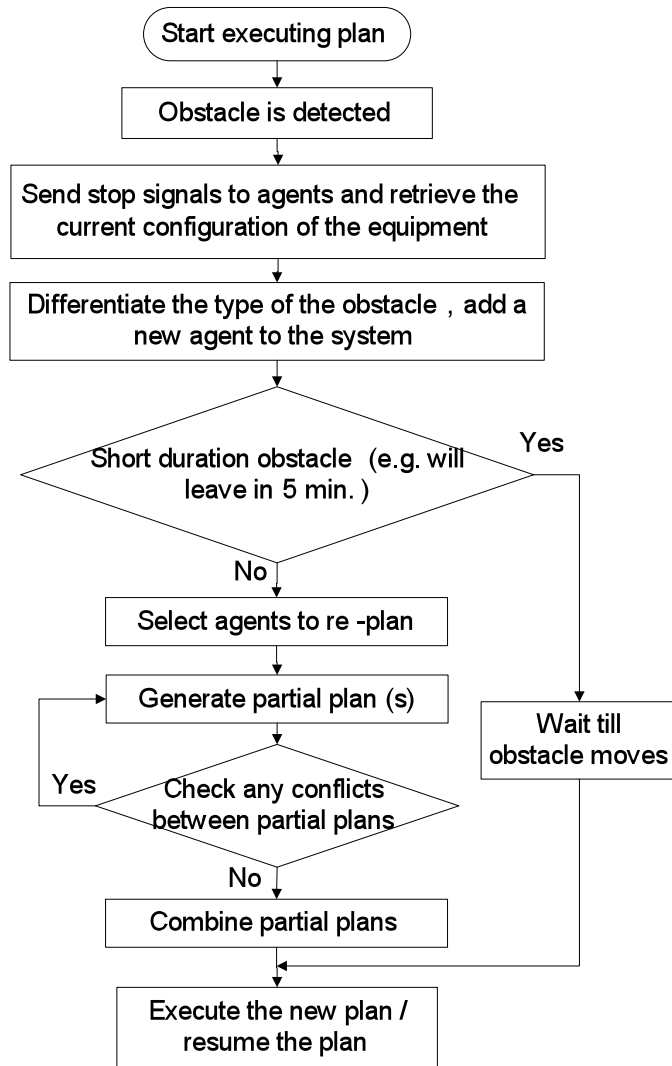 Start executing plan
Obstacle is detected
Send stop signals to agents and retrieve the
current configuration of the equipment
Differentiate the type of the obstacle , add a
new agent to the system
Short duration obstacle (e.g. will
leave in 5 min. )
Yes
No
Select agents to re -plan
Generate partial plan (s)
Wait till
obstacle moves
Yes
Check any conflicts
between partial plans
No
Combine partial plans
Execute the new plan /
resume the plan